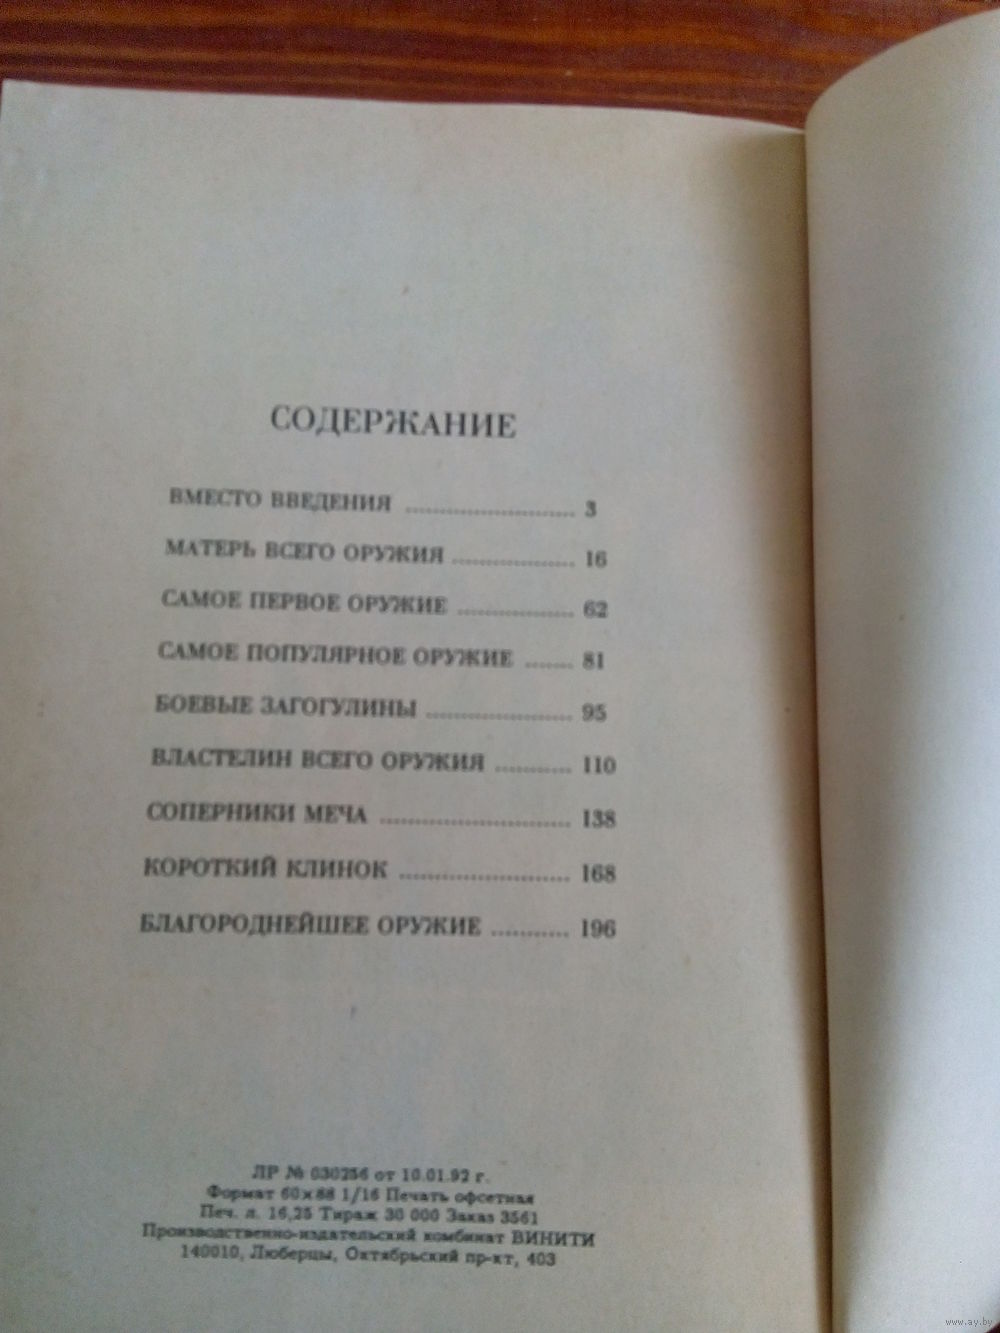 СОДЕРЖАНИЕ
ВМЕСТО ВВЕДЕНИЯ ........................ 3
МАТЕРЬ ВСЕГО ОРУЖИЯ ................. 16
САМОЕ ПЕРВОЕ ОРУЖИЕ ................. 62
САМОЕ ПОПУЛЯРНОЕ ОРУЖИЕ ....... 81
БОЕВЫЕ ЗАГОГУЛИНЫ ..................... 95
ВЛАСТЕЛИН ВСЕГО ОРУЖИЯ ........... 110
СОПЕРНИКИ МЕЧА ........................... 138
КОРОТКИЙ КЛИНОК ........................ 168
БЛАГОРОДНЕЙШЕЕ ОРУЖИЕ ........... 196
ЛР № 030256 от 10.01.92 г.
Формат 60х88 1/16 Печать офсетная
Печ. л. 16,25 Тираж 30 000 Заказ 3561
Производственно-издательский комбинат ВИНИТИ
140010, Люберцы, Октябрьский пр-кт, 403
www.ay.by